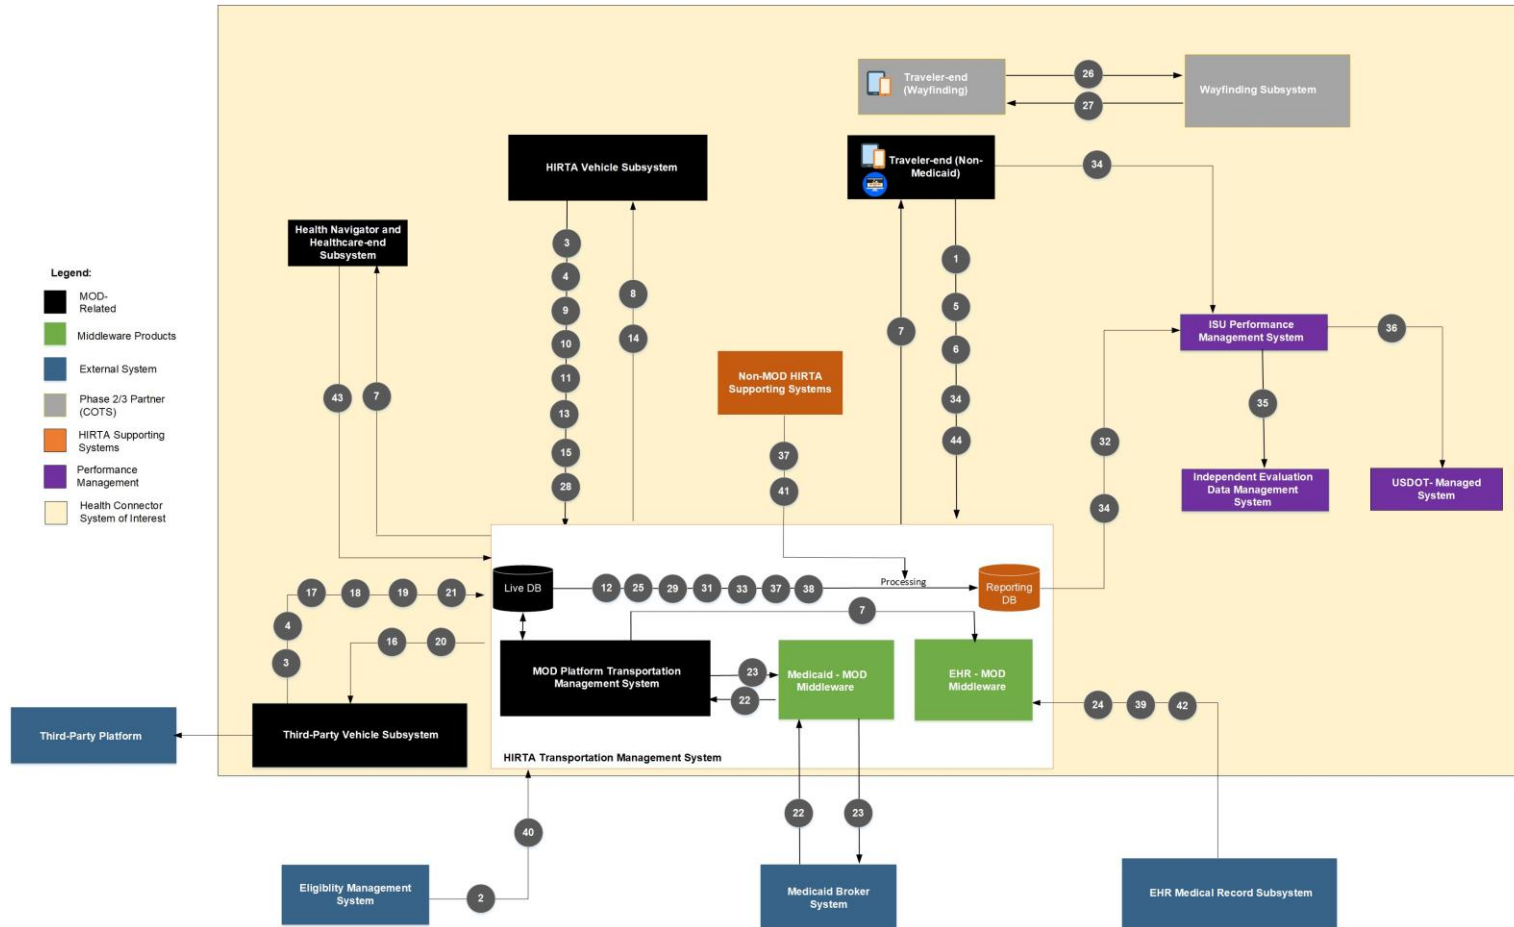 Traveler-end
(Wayfinding)
26
27
Wayfinding Subsystem
HIRTA Vehicle Subsystem
Traveler-end (Non-
Medicaid)
34
Health Navigator and
Healthcare-end
Subsystem
Legend:
MOD-
Related
Middleware Products
External System
Phase 2/3 Partner
(COTS)
HIRTA Supporting
Systems
Performance
Management
Health Connector
System of Interest
43
7
3
4
9
10
11
13
15
28
8
14
Non-MOD HIRTA
Supporting Systems
37
41
7
1
5
6
34
44
ISU Performance
Management System
36
35
32
34
Independent Evaluation
Data Management
System
USDOT- Managed
System
Live DB
12 25 29 31 33 37 38
Processing
Reporting
DB
7
17 18 19 21
4
3
16 20
MOD Platform Transportation
Management System
23
22
Medicaid - MOD
Middleware
EHR - MOD
Middleware
24 39 42
Third-Party Platform
Third-Party Vehicle Subsystem
HIRTA Transportation Management System
40
22
23
Eligiblity Management
System
2
Medicaid Broker
System
EHR Medical Record Subsystem